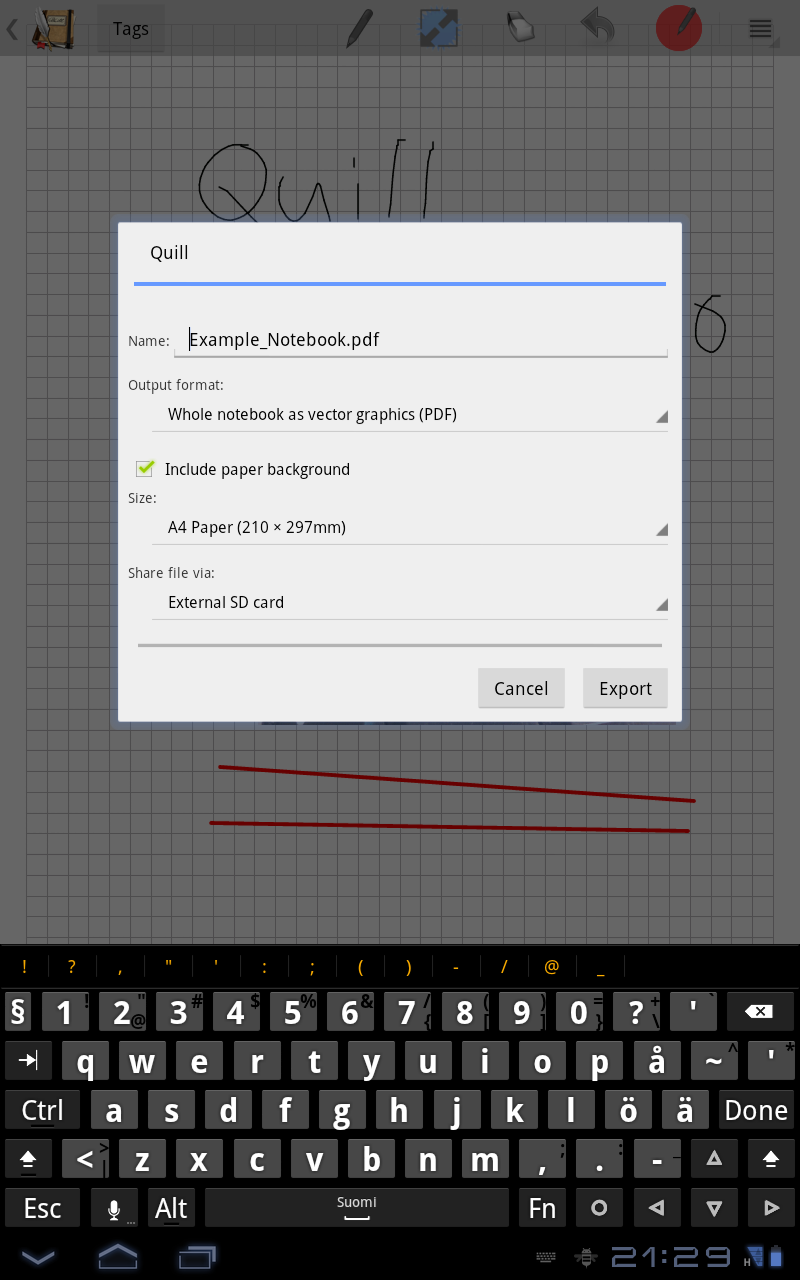 Tags
Quill
Quill
Name: Example_Notebook.pdf
Output format:
Whole notebook as vector graphics (PDF)
Include paper background
Size:
A4 Paper (210 × 297mm)
Share file via:
External SD card
Cancel Export
! ? , " ' : ; ( ) - / @ _
§ 1 ! 2 " @ 3 # 4 $ 5 % 6 & 7 / { 8 ( [ 9 ) ] 0 = } ? + \ ' `
q w e r t y u i o p å ~ ^ ' *
Ctrl a s d f g h j k l ö ä Done
< > | z x c v b n m , ; . : - _
Esc ... Alt Suomi Fn
21:29 H